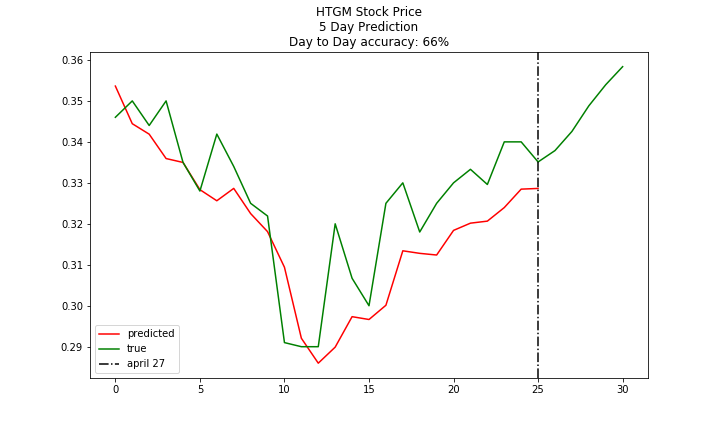 HTGM Stock Price
5 Day Prediction
Day to Day accuracy: 66%
0.36
0.35
0.34
0.33
0.32
0.31
0.30
0.29
predicted
true
april 27
0 5 10 15 20 25 30